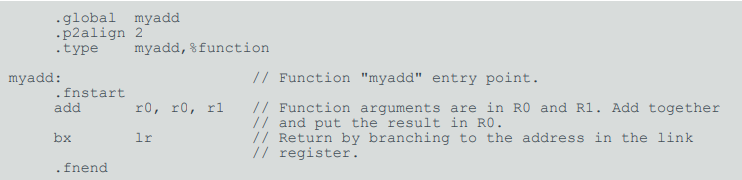 .global myadd
.p2align 2
.type myadd,%function
myadd: // Function "myadd" entry point.
.fnstart
add r0, r0, r1 // Function arguments are in R0 and R1. Add together
// and put the result in R0.
bx lr // Return by branching to the address in the link
// register.
.fnend